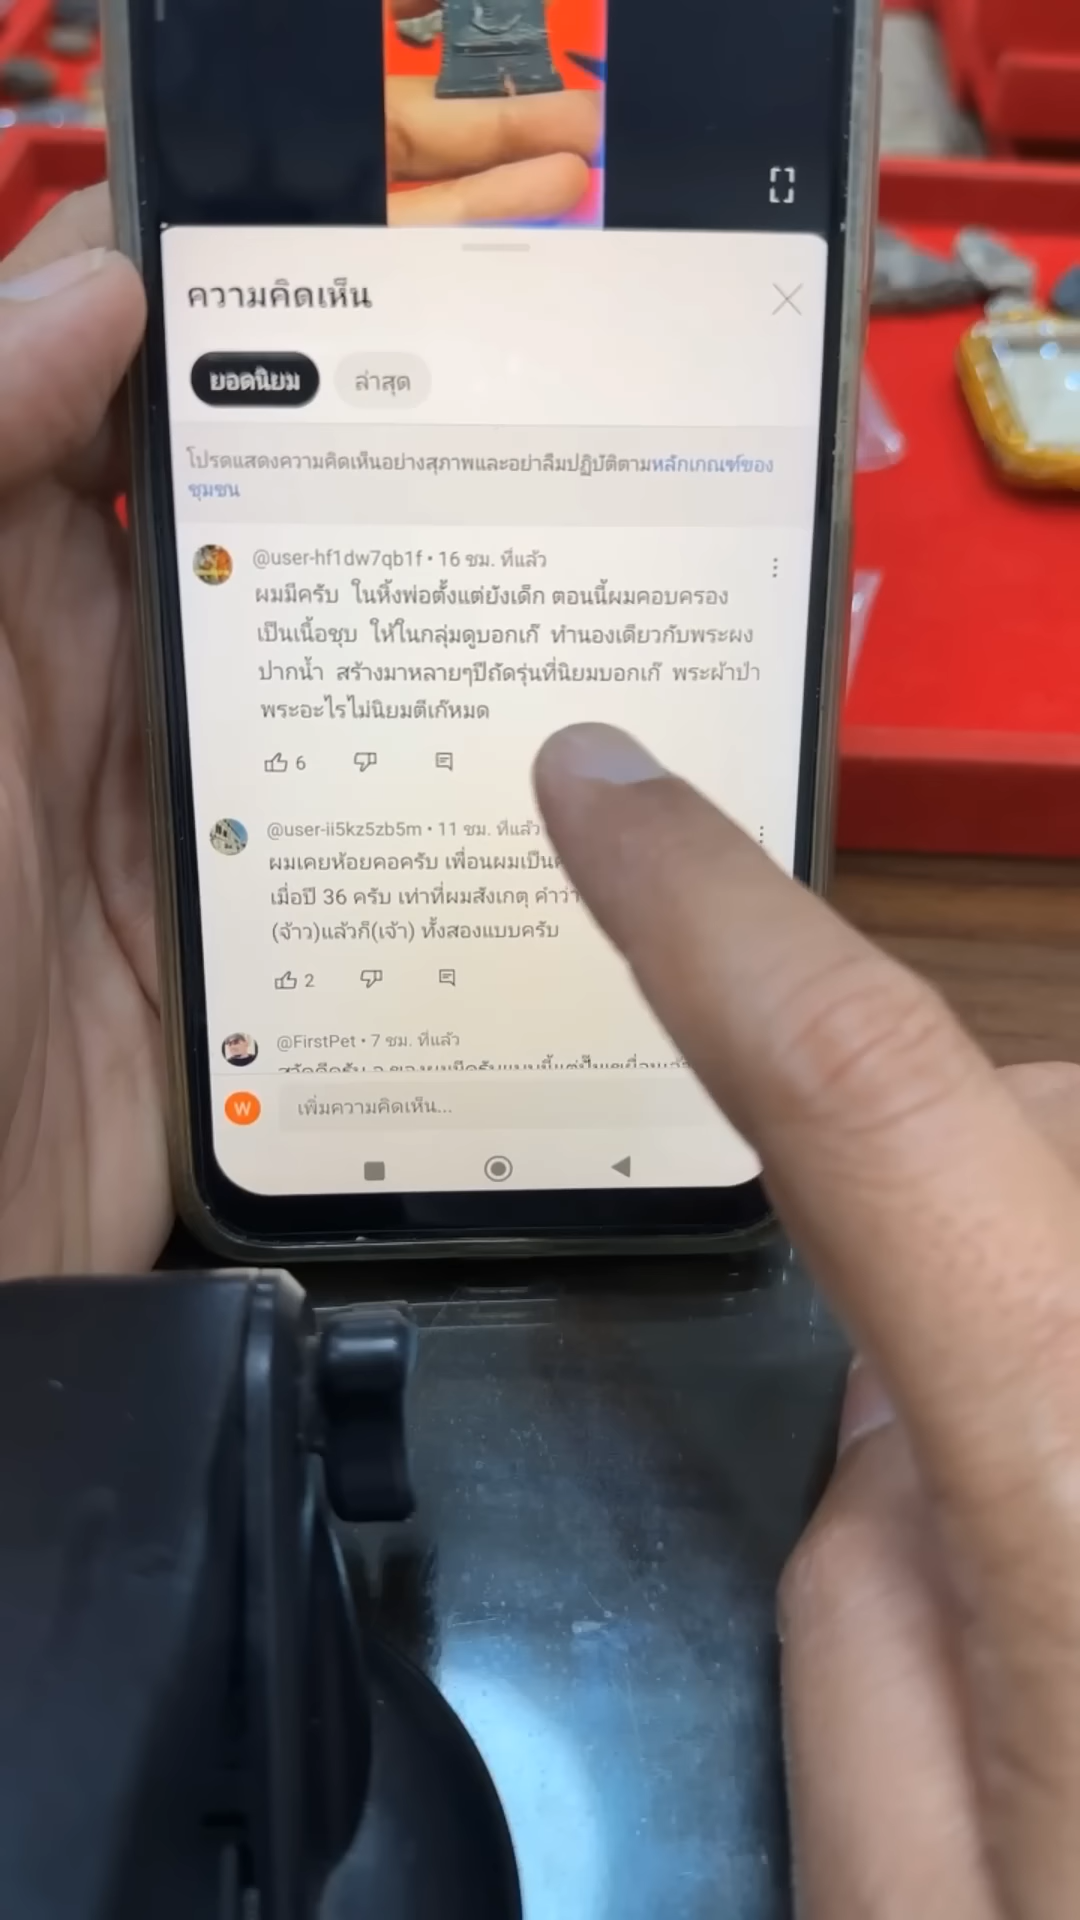 ความคิดเห็น
ยอดนิยม
ล่าสุด
โปรดแสดงความคิดเห็นอย่างสุภาพและอย่าลืมปฏิบัติตามหลักเกณฑ์ของ
ชุมชน
@user-hf1dw7qb1f • 16 ชม. ที่แล้ว
ผมมีครับ ในหิ้งพ่อตั้งแต่ยังเด็ก ตอนนี้ผมคอบครอง
เป็นเนื้อชุบ ให้ในกลุ่มดูบอกเก๊ ทำนองเดียวกับพระผง
ปากน้ำ สร้างมาหลายๆปีถัดรุ่นที่นิยมบอกเก๊ พระผ้าป่า
พระอะไรไม่นิยมตีเก๊หมด
6
@user-ii5kz5zb5m • 11 ชม. ที่แล้ว
ผมเคยห้อยคอครับ เพื่อนผมเป็น
เมื่อปี 36 ครับ เท่าที่ผมสังเกตุ คำว่า
(จ้าว)แล้วก็(เจ้า) ทั้งสองแบบครับ
2
@FirstPet • 7 ชม. ที่แล้ว
W
เพิ่มความคิดเห็น...